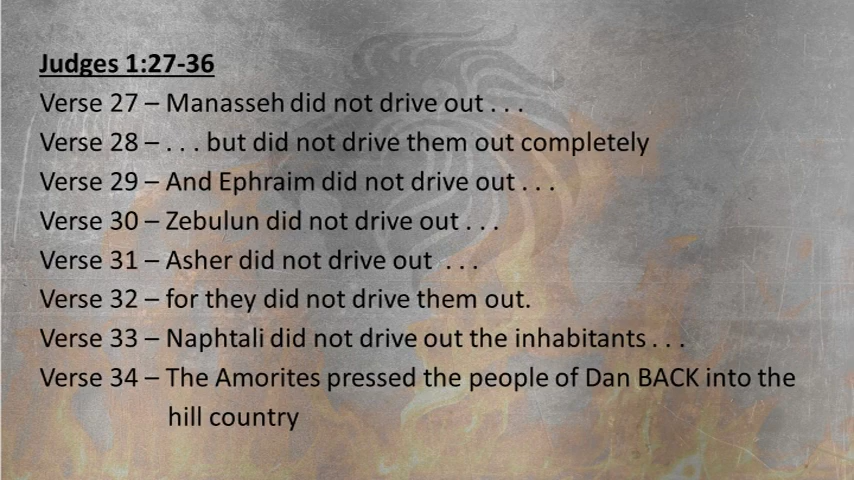 Judges 1:27-36
Verse 27 – Manasseh did not drive out . . .
Verse 28 – . . . but did not drive them out completely
Verse 29 – And Ephraim did not drive out . . .
Verse 30 – Zebulun did not drive out . . .
Verse 31 – Asher did not drive out  . . .
Verse 32 – for they did not drive them out.
Verse 33 – Naphtali did not drive out the inhabitants . . .
Verse 34 – The Amorites pressed the people of Dan BACK into the
hill country